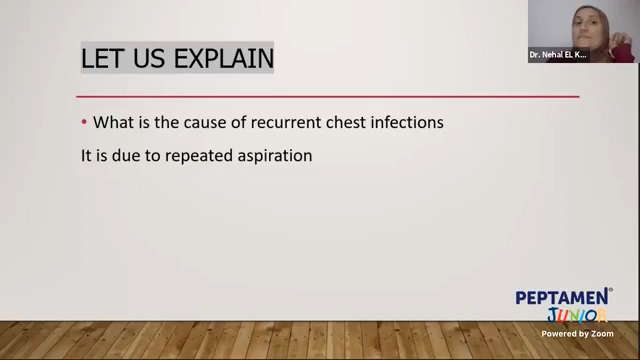 Dr. Nehal EL K...
LET US EXPLAIN
• What is the cause of recurrent chest infections
It is due to repeated aspiration
PEPTAMEN®
JUNIOR
Powered by Zoom